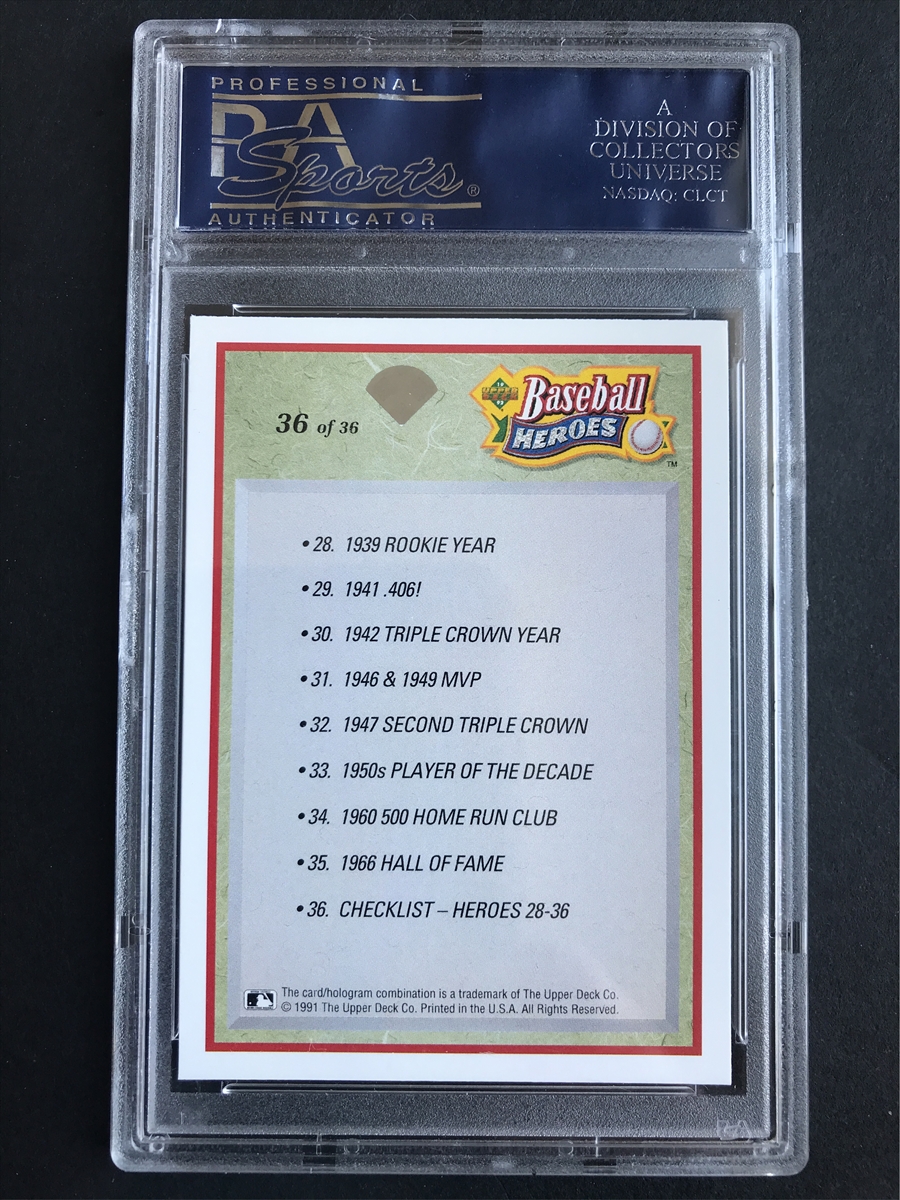 PROFESSIONAL
PSA
Sports®
AUTHENTICATOR
A
DIVISION OF
COLLECTORS
UNIVERSE
NASDAQ: CLCT
36 of 36
UPPER DECK
Baseball
HEROES
TM
• 28. 1939 ROOKIE YEAR
• 29. 1941 .406!
• 30. 1942 TRIPLE CROWN YEAR
• 31. 1946 & 1949 MVP
• 32. 1947 SECOND TRIPLE CROWN
• 33. 1950s PLAYER OF THE DECADE
• 34. 1960 500 HOME RUN CLUB
• 35. 1966 HALL OF FAME
• 36. CHECKLIST – HEROES 28-36
The card/hologram combination is a trademark of The Upper Deck Co.
© 1991 The Upper Deck Co. Printed in the U.S.A. All Rights Reserved.